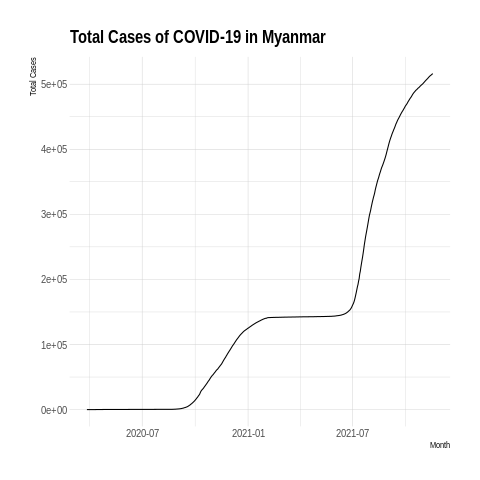 Total Cases of COVID-19 in Myanmar
Total Cases
5e+05
4e+05
3e+05
2e+05
1e+05
0e+00
2020-07 2021-01 2021-07
Month